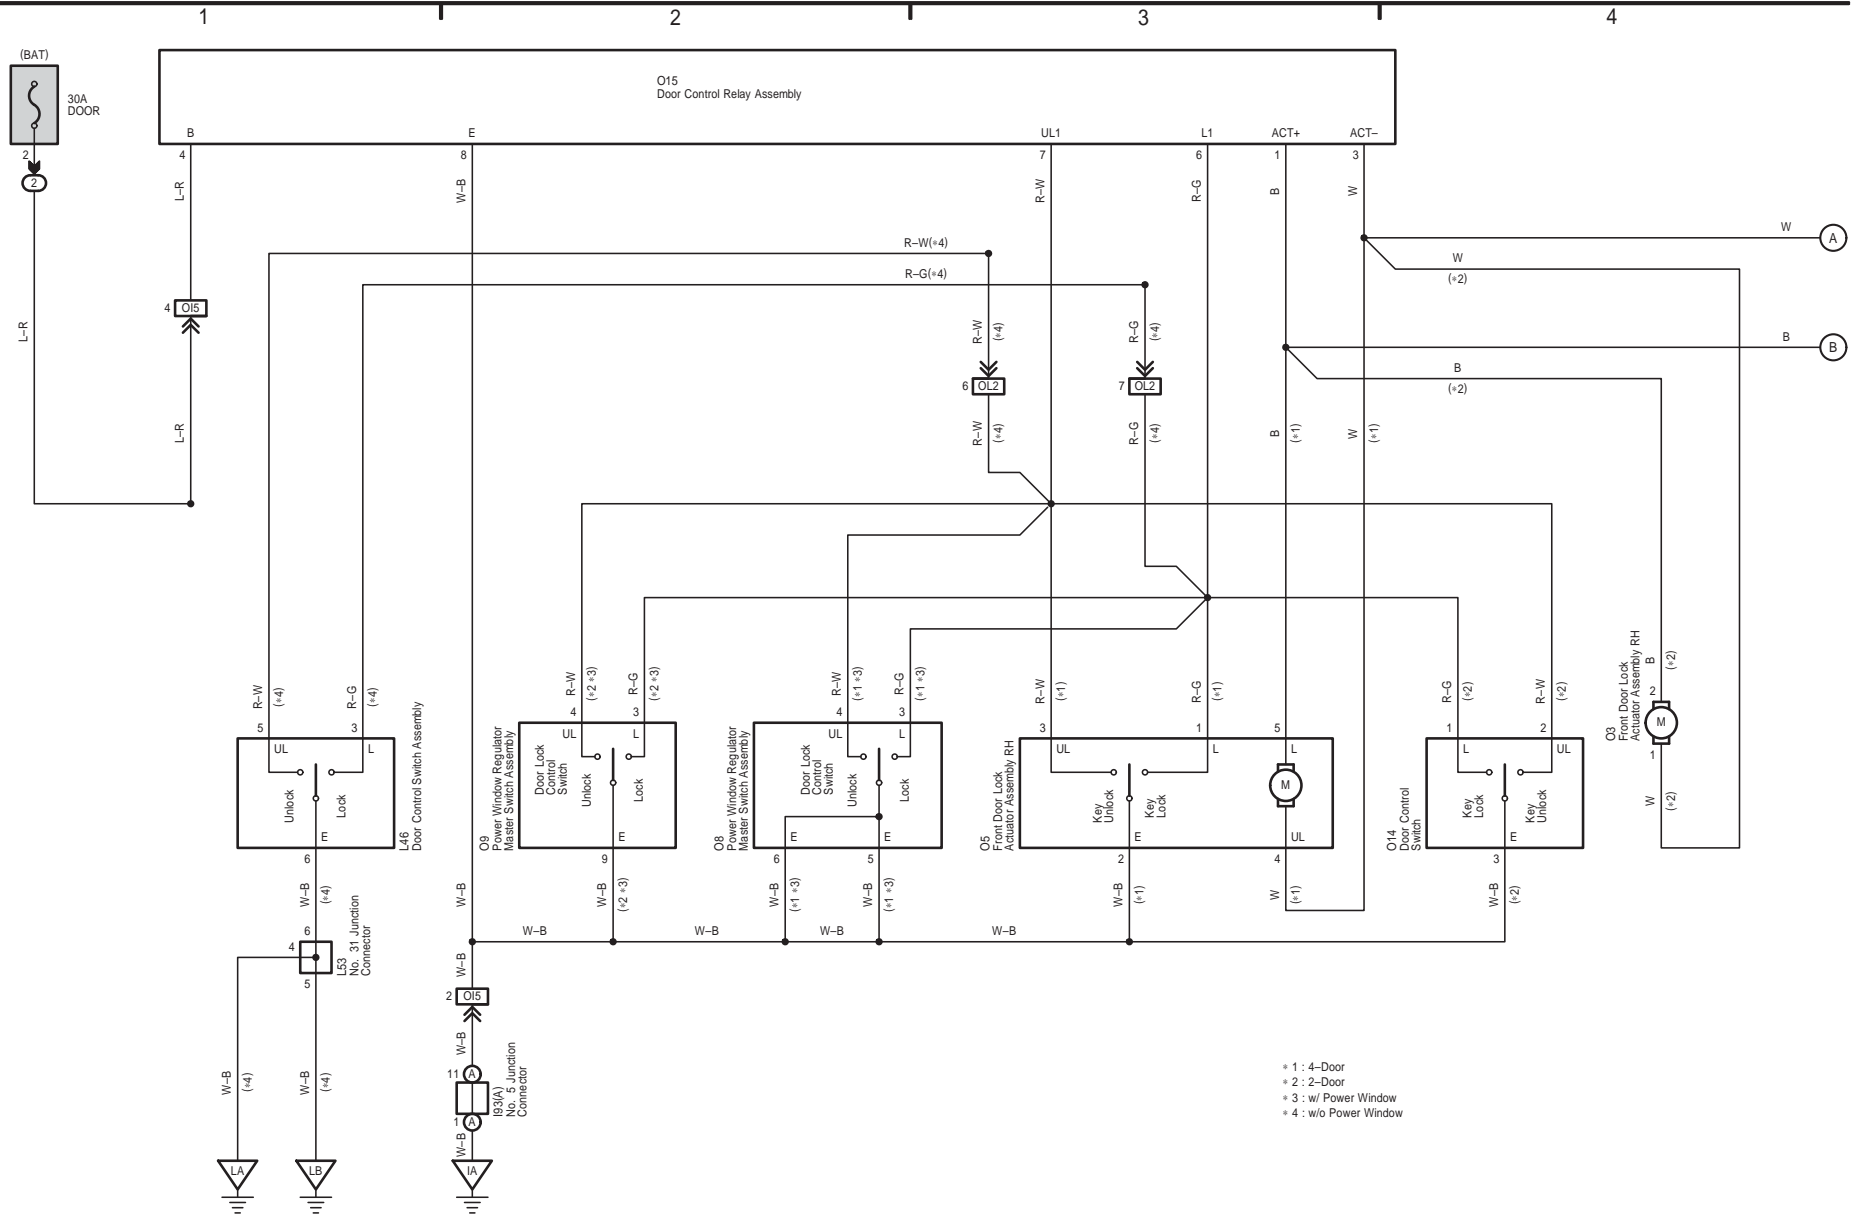 1 2 3 4
(BAT)
30A
DOOR
2
2
O15
Door Control Relay Assembly
B E UL1 L1 ACT+ ACT–
4 8 7 6 1 3
L–R W–B R–W R–G B W
W A
R–W(∗4)
W
(∗2)
R–G(∗4)
4 OI5
L–R
R–W (∗4)
R–G (∗4)
B B
B
(∗2)
6 OL2
7 OL2
L–R
R–W (∗4)
R–G (∗4)
B (∗1)
W (∗1)
R–W (∗4)
R–G (∗4)
R–W (∗2 ∗3)
R–G (∗2 ∗3)
R–W (∗1 ∗3)
R–G (∗1 ∗3)
R–W (∗1)
R–G (∗1)
R–G (∗2)
R–W (∗2)
B (∗2)
5 3
4 3
4 3
3 1 5
1 2
2
M
1
W (∗2)
O3
Front Door Lock
Actuator Assembly RH
UL L
Unlock
Lock
E
L46
Door Control Switch Assembly
O9
Power Window Regulator
Master Switch Assembly
UL L
Door Lock
Control
Switch
Unlock
Lock
E
O8
Power Window Regulator
Master Switch Assembly
UL L
Door Lock
Control
Switch
Unlock
Lock
E E
O5
Front Door Lock
Actuator Assembly RH
UL L L
Key
Unlock
Key
Lock
M
E UL
O14
Door Control
Switch
L UL
Key
Lock
Key
Unlock
E
6 9 6 5 2 4 3
W–B (∗4)
W–B
W–B (∗2 ∗3)
W–B (∗1 ∗3)
W–B (∗1 ∗3)
W–B (∗1)
W (∗1)
W–B (∗2)
W–B W–B W–B W–B
6
4
5
L53
No. 31 Junction
Connector
W–B
2 OI5
W–B
11 A
I93(A)
No. 5 Junction
Connector
1 A
W–B
W–B (∗4)
W–B (∗4)
LA LB IA
∗ 1 : 4–Door
∗ 2 : 2–Door
∗ 3 : w/ Power Window
∗ 4 : w/o Power Window